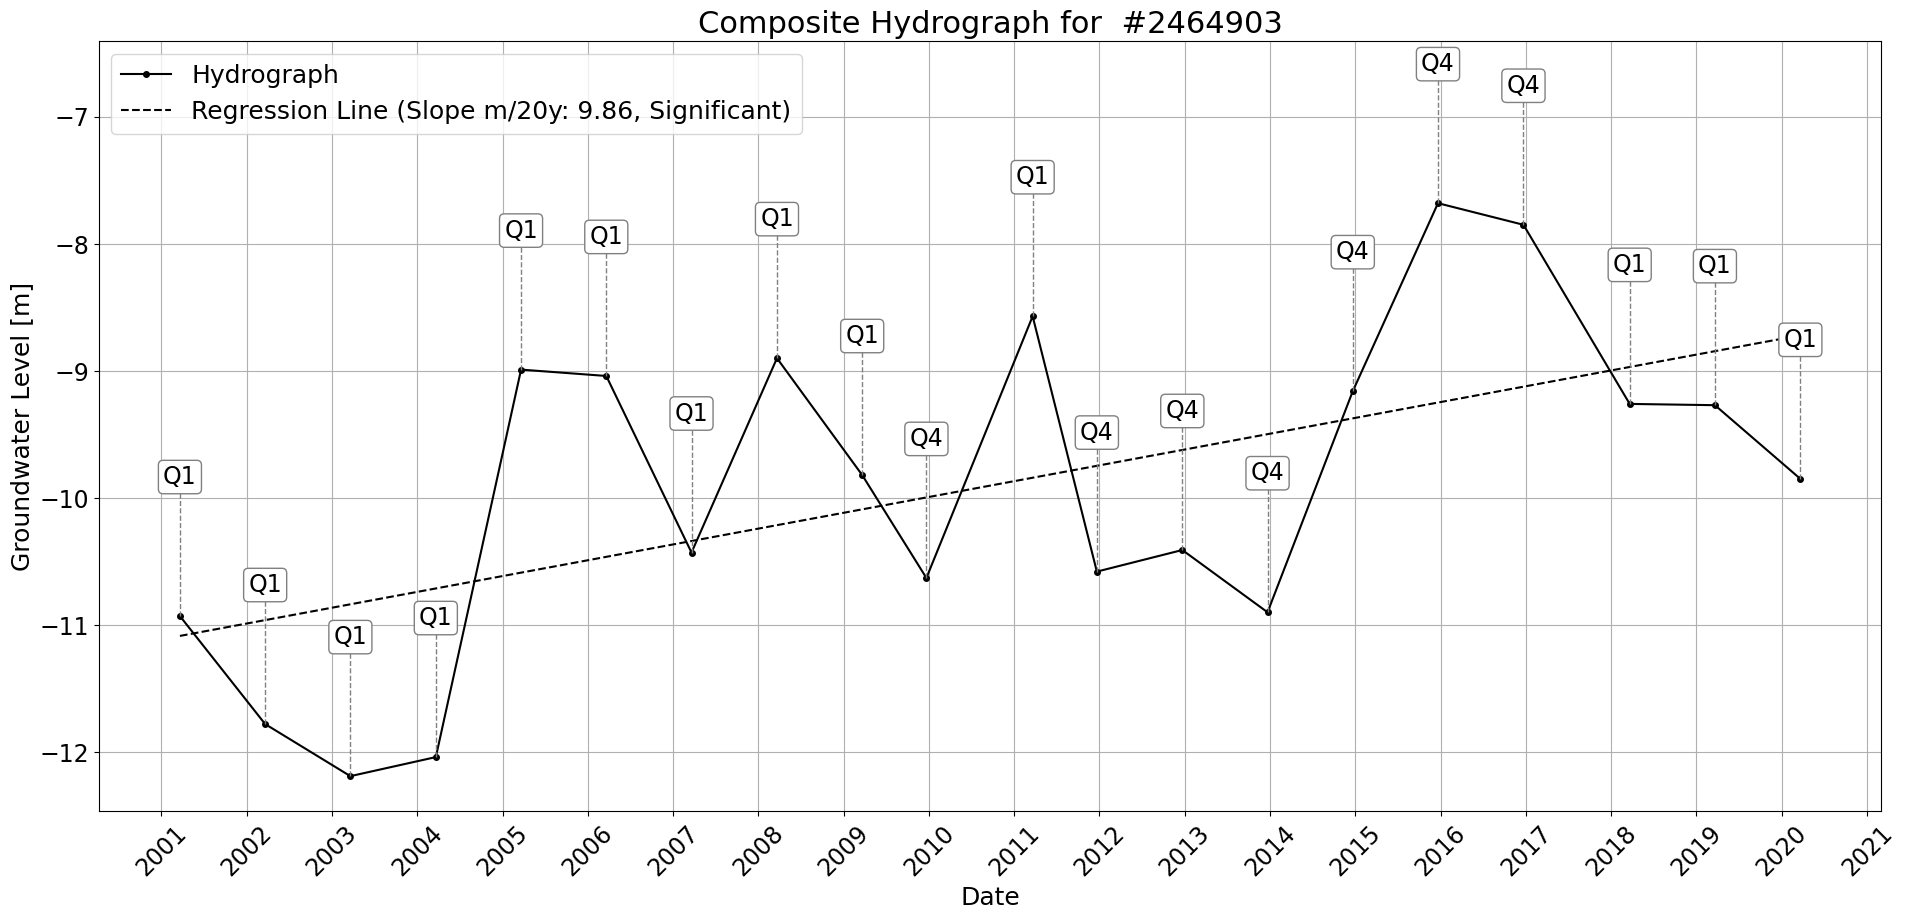 Composite Hydrograph for  #2464903
Hydrograph
Regression Line (Slope m/20y: 9.86, Significant)
Groundwater Level [m]
−7
−8
−9
−10
−11
−12
Q1
Q1
Q1
Q1
Q1
Q1
Q1
Q1
Q1
Q4
Q1
Q4
Q4
Q4
Q4
Q4
Q4
Q1
Q1
Q1
2001
2002
2003
2004
2005
2006
2007
2008
2009
2010
2011
2012
2013
2014
2015
2016
2017
2018
2019
2020
2021
Date